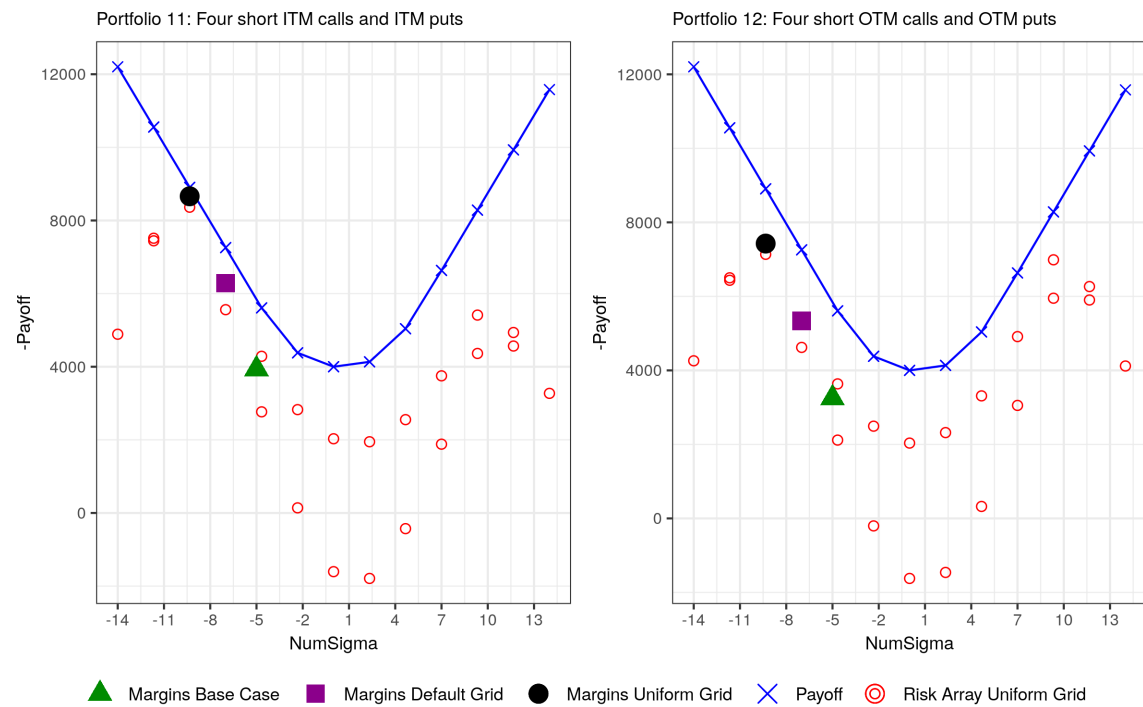 Portfolio 11: Four short ITM calls and ITM puts
-Payoff
12000
8000
4000
0
-14 -11 -8 -5 -2 1 4 7 10 13
NumSigma
Portfolio 12: Four short OTM calls and OTM puts
-Payoff
12000
8000
4000
0
-14 -11 -8 -5 -2 1 4 7 10 13
NumSigma
Margins Base Case Margins Default Grid Margins Uniform Grid Payoff Risk Array Uniform Grid